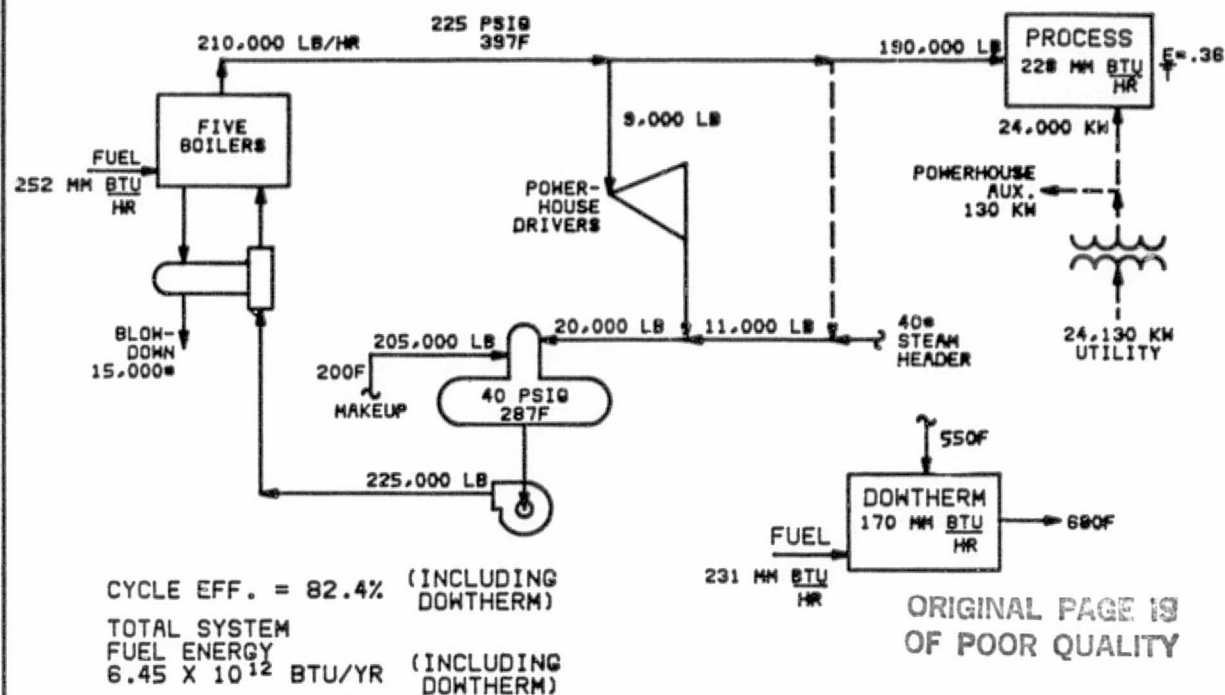 225 PSIG
397F
210,000 LB/HR
190,000 LB
PROCESS
228 MM BTU
HR
E
P
=.36
24,000 KW
9,000 LB
FIVE
BOILERS
FUEL
252 MM BTU
HR
POWER-
HOUSE
DRIVERS
POWERHOUSE
AUX.
130 KW
BLOW-
DOWN
15,000#
205,000 LB
200F
MAKEUP
20,000 LB
11,000 LB
40#
STEAM
HEADER
24,130 KW
UTILITY
40 PSIG
287F
225,000 LB
550F
DOWTHERM
170 MM BTU
HR
680F
FUEL
231 MM BTU
HR
CYCLE EFF. = 82.4% (INCLUDING
DOWTHERM)
TOTAL SYSTEM
FUEL ENERGY
6.45 X 10¹² BTU/YR (INCLUDING
DOWTHERM)
ORIGINAL PAGE IS
OF POOR QUALITY